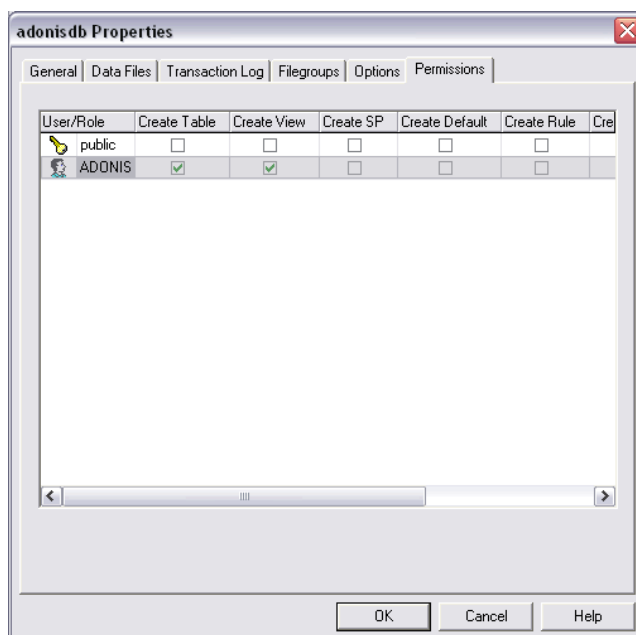 adonisdb Properties
General Data Files Transaction Log Filegroups Options Permissions
User/Role Create Table Create View Create SP Create Default Create Rule Cre
public
ADONIS
OK Cancel Help